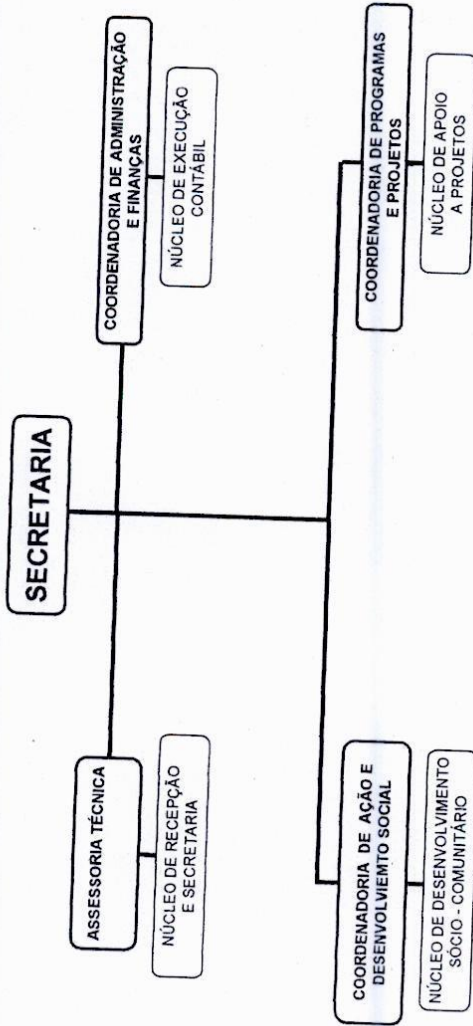 SECRETARIA
ASSESSORIA TÉCNICA
NÚCLEO DE RECEPÇÃO
E SECRETARIA
COORDENADORIA DE ADMINISTRAÇÃO
E FINANÇAS
NÚCLEO DE EXECUÇÃO
CONTÁBIL
COORDENADORIA DE AÇÃO E
DESENVOLVIEMTO SOCIAL
NÚCLEO DE DESENVOLVIMENTO
SÓCIO - COMUNITÁRIO
COORDENADORIA DE PROGRAMAS
E PROJETOS
NÚCLEO DE APOIO
A PROJETOS